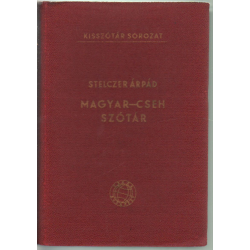 KISSZÓTÁR SOROZAT
STELCZER ÁRPÁD
MAGYAR—CSEH
SZÓTÁR